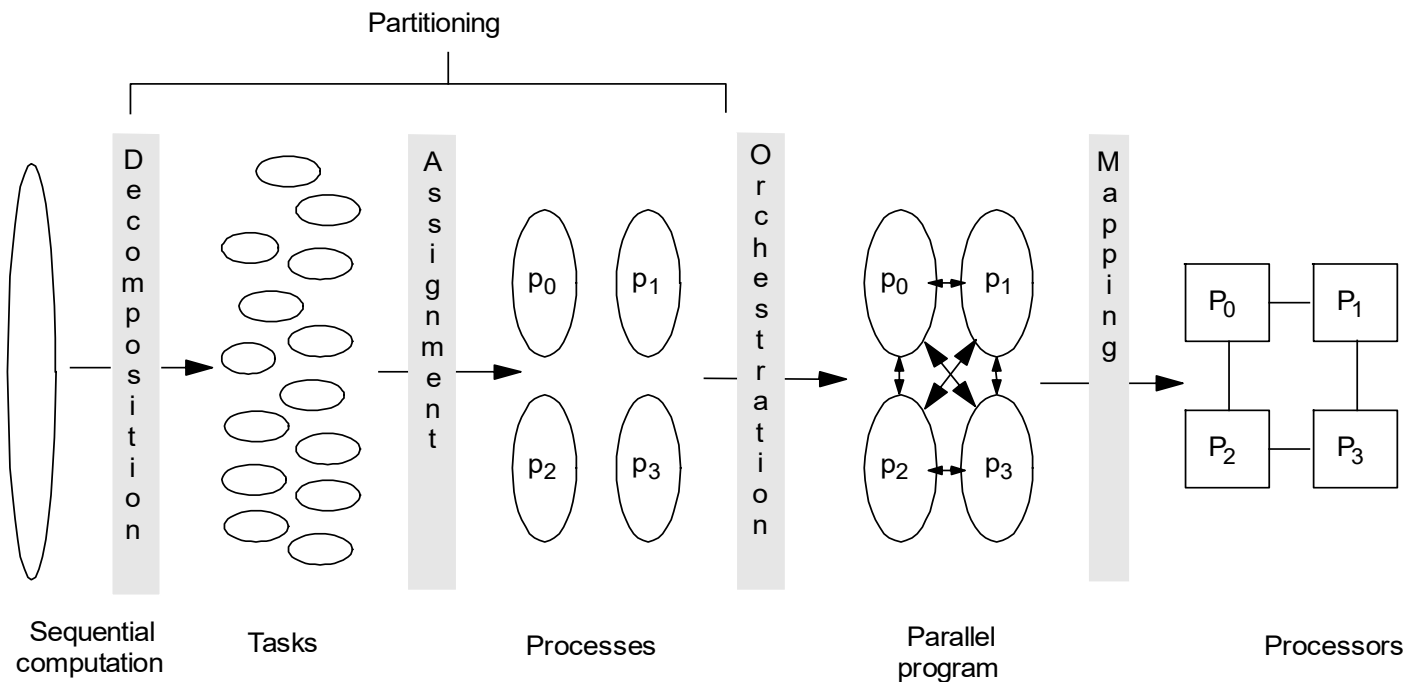 Partitioning
Decomposition
Assignment
Orchestration
Mapping
p0 p1
p2 p3
p0 p1
p2 p3
P0 P1
P2 P3
Sequential
computation
Tasks
Processes
Parallel
program
Processors